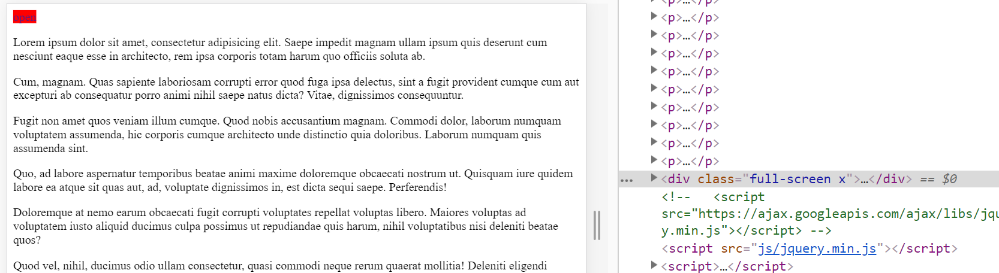 open
Lorem ipsum dolor sit amet, consectetur adipisicing elit. Saepe impedit magnam ullam ipsum quis deserunt cum
nesciunt eaque esse in architecto, rem ipsa corporis totam harum quo officiis soluta ab.
Cum, magnam. Quas sapiente laboriosam corrupti error quod fuga ipsa delectus, sint a fugit provident cumque cum aut
excepturi ab consequatur porro animi nihil saepe natus dicta? Vitae, dignissimos consequuntur.
Fugit non amet quos veniam illum cumque. Quod nobis accusantium magnam. Commodi dolor, laborum numquam
voluptatem assumenda, hic corporis cumque architecto unde distinctio quia doloribus. Laborum numquam quis
assumenda sint.
Quo, ad labore aspernatur temporibus beatae animi maxime doloremque obcaecati nostrum ut. Quisquam iure quidem
labore ea atque sit quas aut, ad, voluptate dignissimos in, est dicta sequi saepe. Perferendis!
Doloremque at nemo earum obcaecati fugit corrupti voluptates repellat voluptas libero. Maiores voluptas ad
voluptatem iusto aliquid ducimus culpa possimus ut repudiandae quis harum, nihil voluptatibus nisi deleniti beatae
quos?
Quod vel, nihil, ducimus odio ullam consectetur, quasi commodi neque rerum quaerat mollitia! Deleniti eligendi
<p>…</p>
<p>…</p>
<p>…</p>
<p>…</p>
<p>…</p>
<p>…</p>
<p>…</p>
<p>…</p>
<p>…</p>
<p>…</p>
<div class="full-screen x">…</div> == $0
<!-- <script
src="https://ajax.googleapis.com/ajax/libs/jqu
y.min.js"></script> -->
<script src="js/jquery.min.js"></script>
<script>…</script>